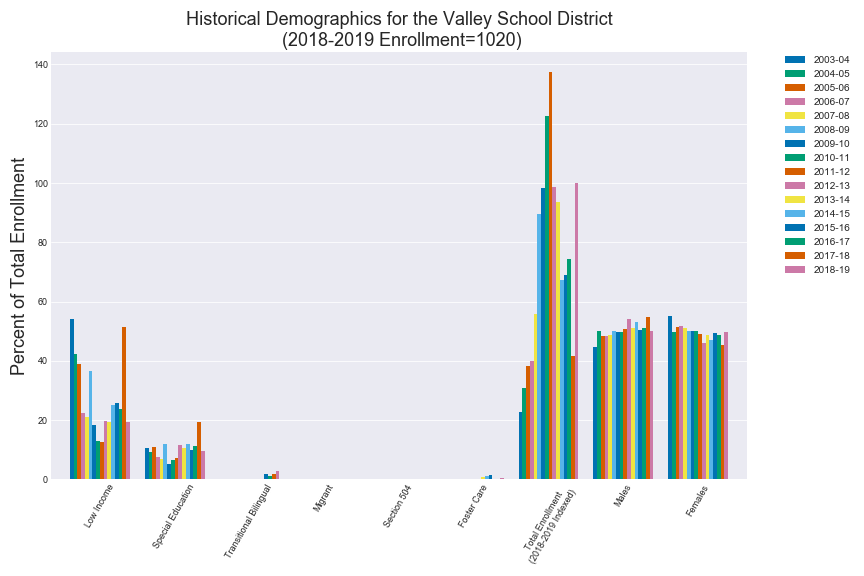 Historical Demographics for the Valley School District
(2018-2019 Enrollment=1020)
Percent of Total Enrollment
140
120
100
80
60
40
20
0
Low Income
Special Education
Transitional Bilingual
Migrant
Section 504
Foster Care
Total Enrollment
(2018-2019 Indexed)
Males
Females
2003-04
2004-05
2005-06
2006-07
2007-08
2008-09
2009-10
2010-11
2011-12
2012-13
2013-14
2014-15
2015-16
2016-17
2017-18
2018-19